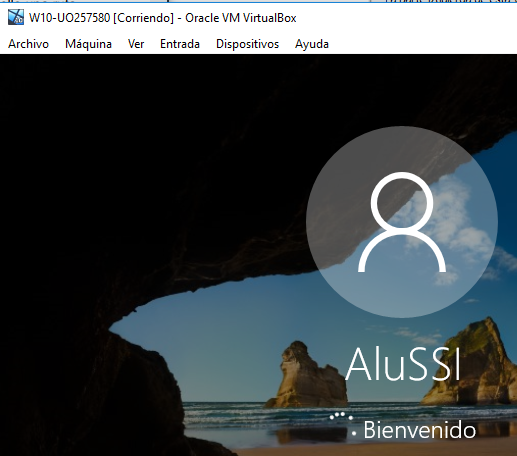 W10-UO257580 [Corriendo] - Oracle VM VirtualBox
Archivo Máquina Ver Entrada Dispositivos Ayuda
AluSSI
Bienvenido